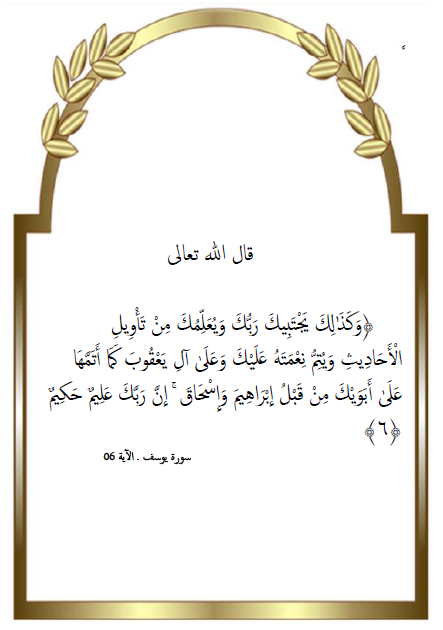 قال الله تعالى
﴿وَكَذَٰلِكَ يَجْتَبِيكَ رَبُّكَ وَيُعَلِّمُكَ مِنْ تَأْوِيلِ
الْأَحَادِيثِ وَيُتِمُّ نِعْمَتَهُ عَلَيْكَ وَعَلَىٰ آلِ يَعْقُوبَ كَمَا أَتَمَّهَا
عَلَىٰ أَبَوَيْكَ مِنْ قَبْلُ إِبْرَاهِيمَ وَإِسْحَاقَ ۚ إِنَّ رَبَّكَ عَلِيمٌ حَكِيمٌ
﴿٦﴾
سورة يوسف . الآية 06